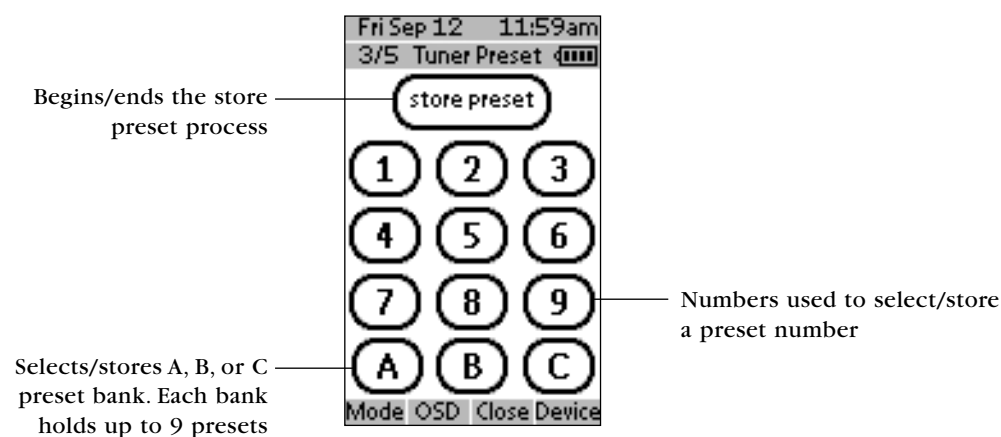 Fri Sep 12 11:59am
3/5 Tuner Preset
Begins/ends the store
preset process
store preset
1 2 3
4 5 6
7 8 9
Numbers used to select/store
a preset number
Selects/stores A, B, or C
preset bank. Each bank
holds up to 9 presets
A B C
Mode OSD Close Device